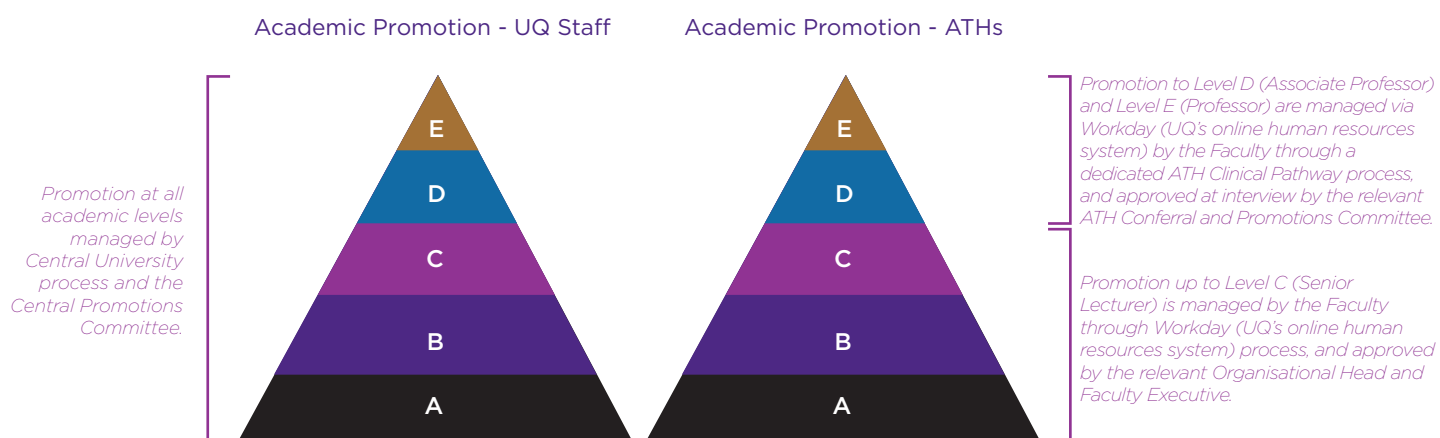 Academic Promotion - UQ Staff
Academic Promotion - ATHs
Promotion at all
academic levels
managed by
Central University
process and the
Central Promotions
Committee.
E
D
C
B
A
E
D
C
B
A
Promotion to Level D (Associate Professor)
and Level E (Professor) are managed via
Workday (UQ's online human resources
system) by the Faculty through a
dedicated ATH Clinical Pathway process,
and approved at interview by the relevant
ATH Conferral and Promotions Committee.
Promotion up to Level C (Senior
Lecturer) is managed by the Faculty
through Workday (UQ's online human
resources system) process, and approved
by the relevant Organisational Head and
Faculty Executive.